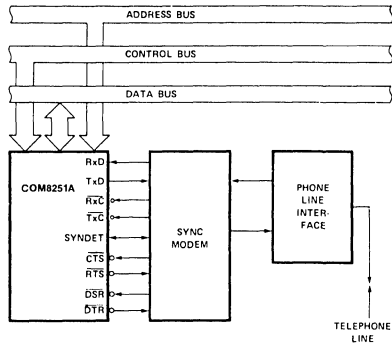 ADDRESS BUS
CONTROL BUS
DATA BUS
COM8251A
RxD
TxD
RxC
TxC
SYNDET
CTS
RTS
DSR
DTR
SYNC
MODEM
PHONE
LINE
INTER-
FACE
TELEPHONE
LINE